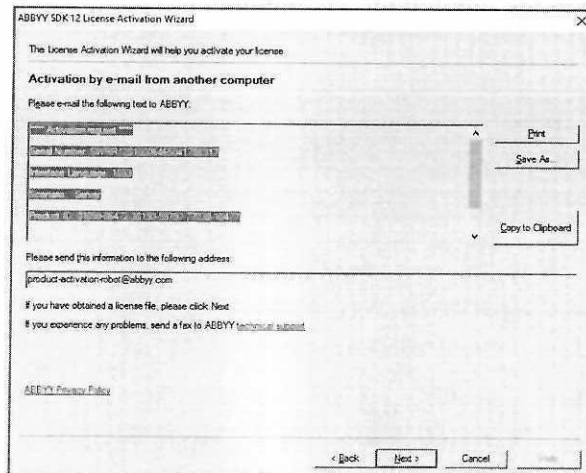 ABBYY SDK 12 License Activation Wizard
The License Activation Wizard will help you activate your license.
Activation by e-mail from another computer
Please e-mail the following text to ABBYY:
Print
Save As...
Copy to Clipboard
Please send this information to the following address:
product-activation-robot@abbyy.com
If you have obtained a license file, please click Next
If you experience any problems, send a fax to ABBYY technical support
ABBYY Privacy Policy
< Back
Next >
Cancel